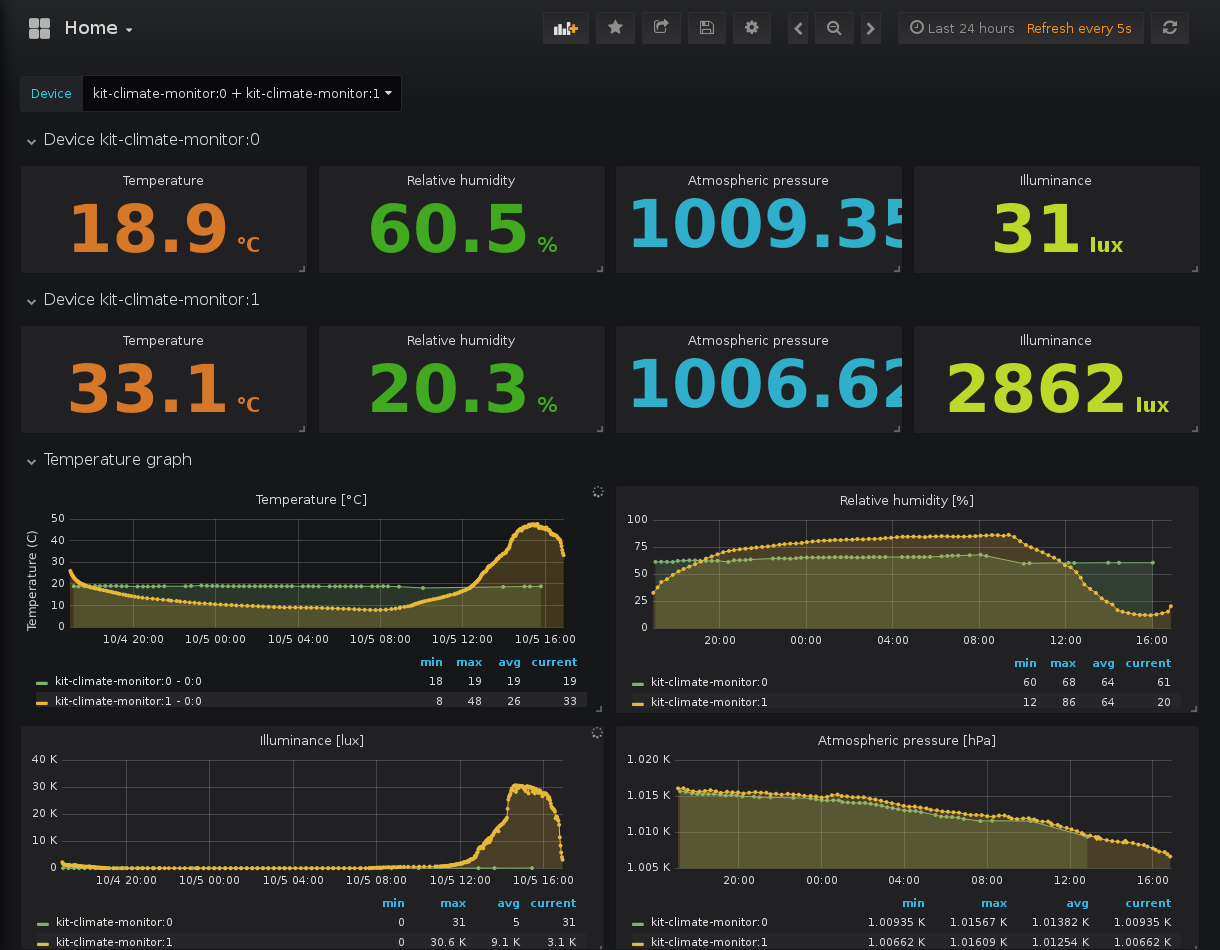 Home
Last 24 hours Refresh every 5s
Device kit-climate-monitor:0 + kit-climate-monitor:1
Device kit-climate-monitor:0
Temperature Relative humidity Atmospheric pressure Illuminance
18.9 °C 60.5 % 1009.35 31 lux
Device kit-climate-monitor:1
Temperature Relative humidity Atmospheric pressure Illuminance
33.1 °C 20.3 % 1006.62 2862 lux
Temperature graph
Temperature [°C]
Temperature (C)
50
40
30
20
10
0
10/4 20:00 10/5 00:00 10/5 04:00 10/5 08:00 10/5 12:00 10/5 16:00
min max avg current
kit-climate-monitor:0 - 0:0 18 19 19 19
kit-climate-monitor:1 - 0:0 8 48 26 33
Relative humidity [%]
100
75
50
25
0
20:00 00:00 04:00 08:00 12:00 16:00
min max avg current
kit-climate-monitor:0 60 68 64 61
kit-climate-monitor:1 12 86 64 20
Illuminance [lux]
40 K
30 K
20 K
10 K
0
10/4 20:00 10/5 00:00 10/5 04:00 10/5 08:00 10/5 12:00 10/5 16:00
min max avg current
kit-climate-monitor:0 0 31 5 31
kit-climate-monitor:1 0 30.6 K 9.1 K 3.1 K
Atmospheric pressure [hPa]
1.020 K
1.015 K
1.010 K
1.005 K
20:00 00:00 04:00 08:00 12:00 16:00
min max avg current
kit-climate-monitor:0 1.00935 K 1.01567 K 1.01382 K 1.00935 K
kit-climate-monitor:1 1.00662 K 1.01609 K 1.01254 K 1.00662 K